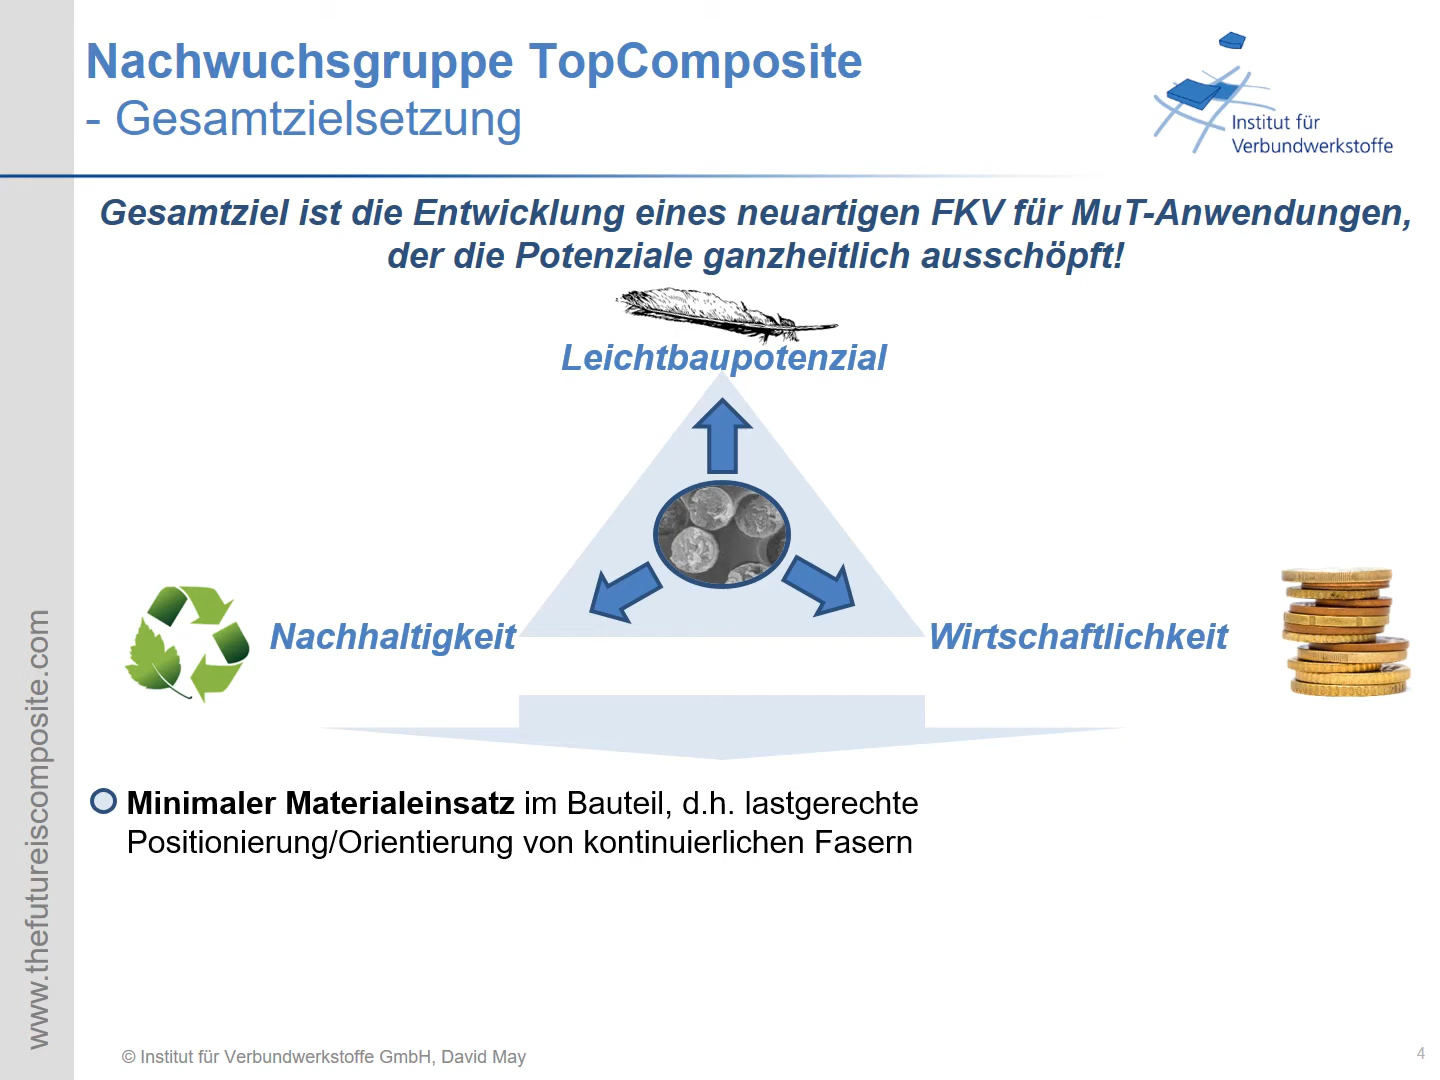 Nachwuchsgruppe TopComposite
- Gesamtzielsetzung
Institut für
Verbundwerkstoffe
Gesamtziel ist die Entwicklung eines neuartigen FKV für MuT-Anwendungen,
der die Potenziale ganzheitlich ausschöpft!
Leichtbaupotenzial
Nachhaltigkeit
Wirtschaftlichkeit
Minimaler Materialeinsatz im Bauteil, d.h. lastgerechte
Positionierung/Orientierung von kontinuierlichen Fasern
www.thefutureiscomposite.com
© Institut für Verbundwerkstoffe GmbH, David May
4